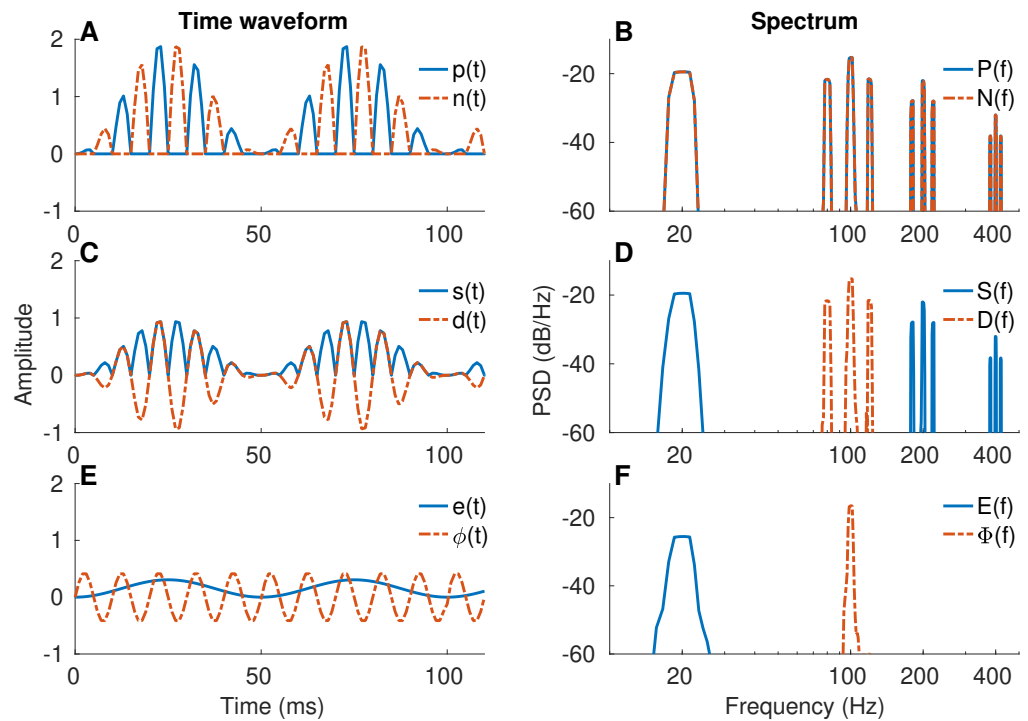 Time waveform
Spectrum
A
2
1
0
-1
0
50
100
p(t)
n(t)
B
-20
-40
-60
20
100
200
400
P(f)
N(f)
C
Amplitude
2
1
0
-1
0
50
100
s(t)
d(t)
D
PSD (dB/Hz)
-20
-40
-60
20
100
200
400
S(f)
D(f)
E
2
1
0
-1
0
50
100
Time (ms)
e(t)
ϕ(t)
F
-20
-40
-60
20
100
200
400
Frequency (Hz)
E(f)
Φ(f)